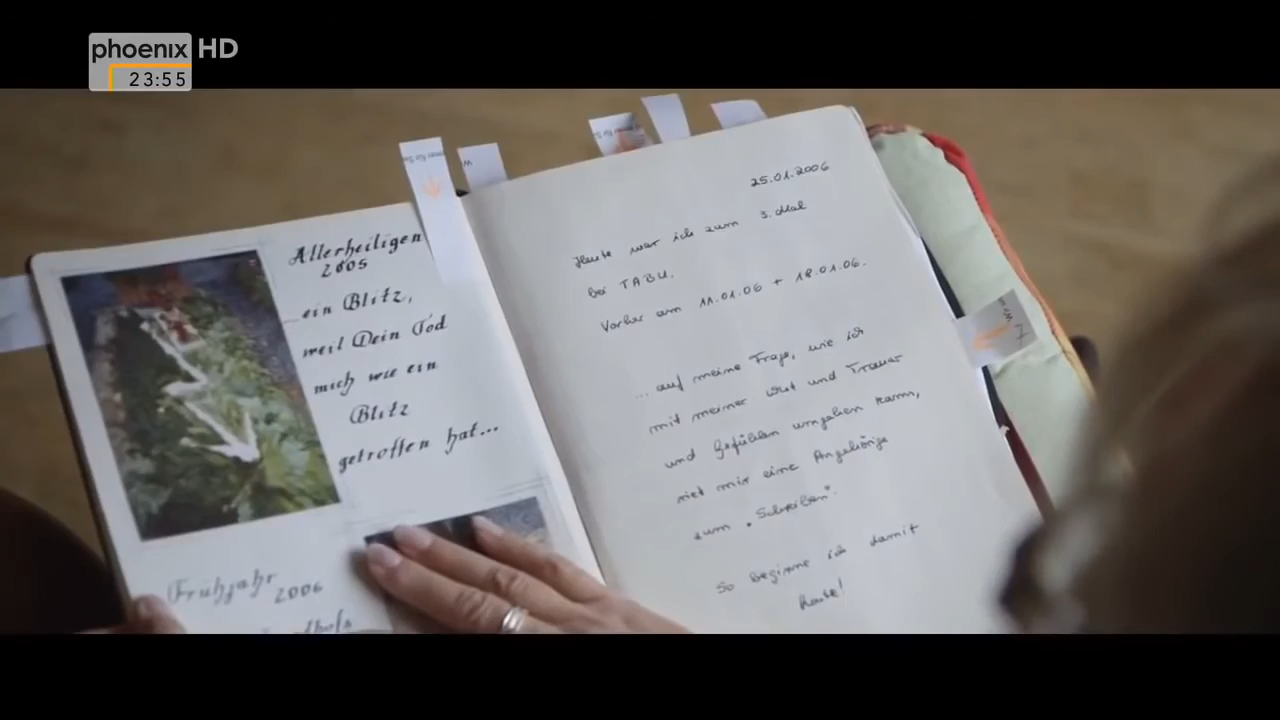 phoenix HD
23:55
Allerheiligen
2005
ein Blitz,
weil Dein Tod
mich wie ein
Blitz
getroffen hat...
Frühjahr
2006
25.01.2006
Heute war ich zum 3. Mal
bei TABU.
Vorher am 11.01.06 + 18.01.06.
... auf meine Frage, wie ich
mit meiner Wut und Trauer
und Gefühlen umgehen kann,
riet mir eine Angehörige
zum „Schreiben".
So beginne ich damit
heute!